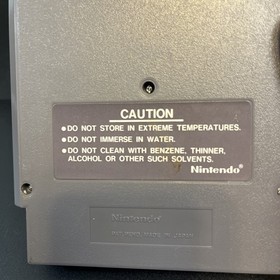 CAUTION
•DO NOT STORE IN EXTREME TEMPERATURES.
•DO NOT IMMERSE IN WATER.
•DO NOT CLEAN WITH BENZENE, THINNER,
ALCOHOL OR OTHER SUCH SOLVENTS.
Nintendo®
Nintendo